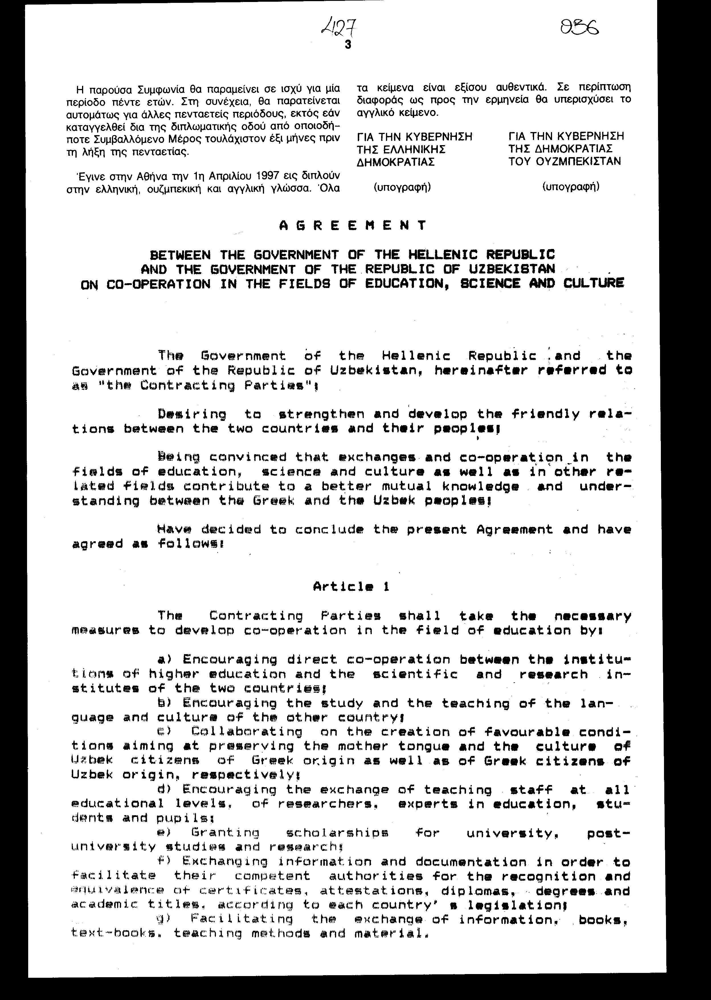 427
936
3
Η παρούσα Συμφωνία θα παραμείνει σε ισχύ για μία
περίοδο πέντε ετών. Στη συνέχεια, θα παρατείνεται
αυτομάτως για άλλες πενταετείς περιόδους, εκτός εάν
καταγγελθεί δια της διπλωματικής οδού από οποιοδή-
ποτε Συμβαλλόμενο Μέρος τουλάχιστον έξι μήνες πριν
τη λήξη της πενταετίας.
Έγινε στην Αθήνα την 1η Απριλίου 1997 εις διπλούν
στην ελληνική, ουζμπεκική και αγγλική γλώσσα. Όλα
τα κείμενα είναι εξίσου αυθεντικά. Σε περίπτωση
διαφοράς ως προς την ερμηνεία θα υπερισχύσει το
αγγλικό κείμενο.
ΓΙΑ ΤΗΝ ΚΥΒΕΡΝΗΣΗ
ΤΗΣ ΕΛΛΗΝΙΚΗΣ
ΔΗΜΟΚΡΑΤΙΑΣ
(υπογραφή)
ΓΙΑ ΤΗΝ ΚΥΒΕΡΝΗΣΗ
ΤΗΣ ΔΗΜΟΚΡΑΤΙΑΣ
ΤΟΥ ΟΥΖΜΠΕΚΙΣΤΑΝ
(υπογραφή)
A G R E E M E N T
BETWEEN THE GOVERNMENT OF THE HELLENIC REPUBLIC
AND THE GOVERNMENT OF THE REPUBLIC OF UZBEKISTAN
ON CO-OPERATION IN THE FIELDS OF EDUCATION, SCIENCE AND CULTURE
The Government of the Hellenic Republic and the
Government of the Republic of Uzbekistan, hereinafter referred to
as "the Contracting Parties";
Desiring to strengthen and develop the friendly rela-
tions between the two countries and their peoples;
Being convinced that exchanges and co-operation in the
fields of education, science and culture as well as in other re-
lated fields contribute to a better mutual knowledge and under-
standing between the Greek and the Uzbek peoples;
Have decided to conclude the present Agreement and have
agreed as follows:
Article 1
The Contracting Parties shall take the necessary
measures to develop co-operation in the field of education by:
a) Encouraging direct co-operation between the institu-
tions of higher education and the scientific and research in-
stitutes of the two countries;
b) Encouraging the study and the teaching of the lan-
guage and culture of the other country;
c) Collaborating on the creation of favourable condi-
tions aiming at preserving the mother tongue and the culture of
Uzbek citizens of Greek origin as well as of Greek citizens of
Uzbek origin, respectively;
d) Encouraging the exchange of teaching staff at all
educational levels, of researchers, experts in education, stu-
dents and pupils;
e) Granting scholarships for university, post-
university studies and research;
f) Exchanging information and documentation in order to
facilitate their competent authorities for the recognition and
equivalence of certificates, attestations, diplomas, degrees and
academic titles, according to each country' s legislation;
g) Facilitating the exchange of information, books,
text-books, teaching methods and material.